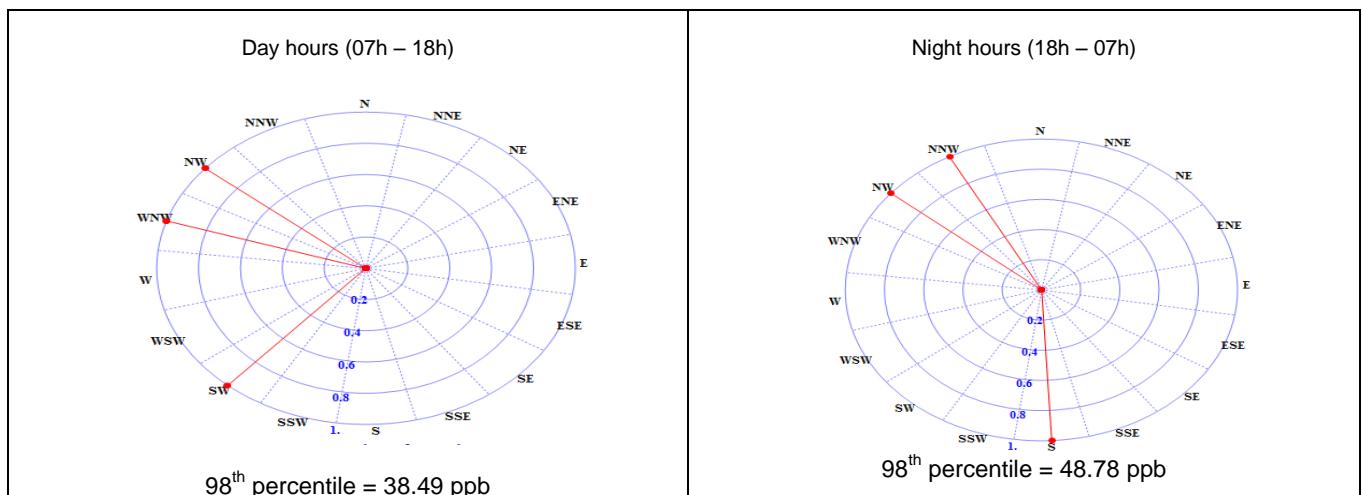 Day hours (07h – 18h)
N
NNW
NNE
NW
NE
WNW
ENE
W
E
WSW
ESE
SW
SE
SSW
SSE
S
0.2
0.4
0.6
0.8
1.
98th percentile = 38.49 ppb
Night hours (18h – 07h)
N
NNW
NNE
NW
NE
WNW
ENE
W
E
WSW
ESE
SW
SE
SSW
SSE
S
0.2
0.4
0.6
0.8
1.
98th percentile = 48.78 ppb